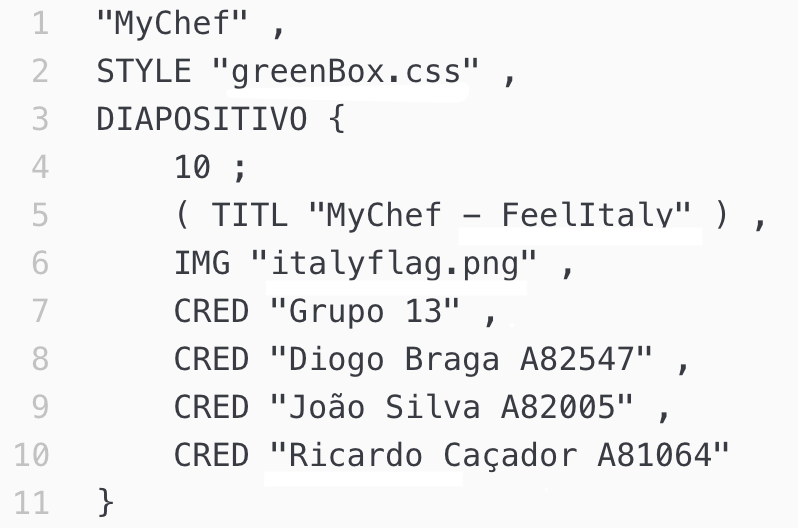 1 "MyChef" ,
2 STYLE "greenBox.css" ,
3 DIAPOSITIVO {
4 10 ;
5 ( TITL "MyChef – FeelItaly" ) ,
6 IMG "italyflag.png" ,
7 CRED "Grupo 13" ,
8 CRED "Diogo Braga A82547" ,
9 CRED "João Silva A82005" ,
10 CRED "Ricardo Caçador A81064"
11 }